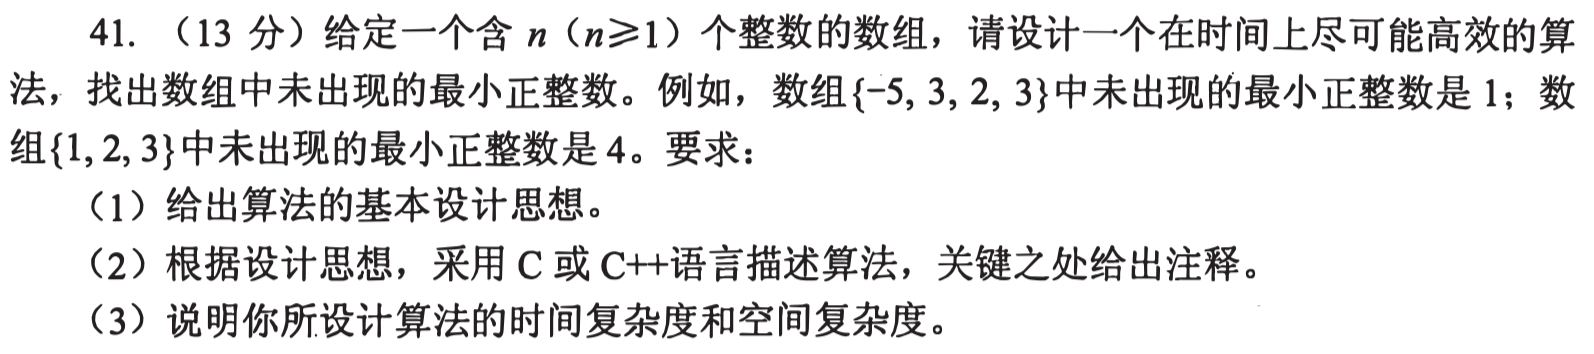 41. （13 分）给定一个含 n（n≥1）个整数的数组，请设计一个在时间上尽可能高效的算
法，找出数组中未出现的最小正整数。例如，数组{-5, 3, 2, 3}中未出现的最小正整数是 1；数
组{1, 2, 3}中未出现的最小正整数是 4。要求：
（1）给出算法的基本设计思想。
（2）根据设计思想，采用 C 或 C++语言描述算法，关键之处给出注释。
（3）说明你所设计算法的时间复杂度和空间复杂度。